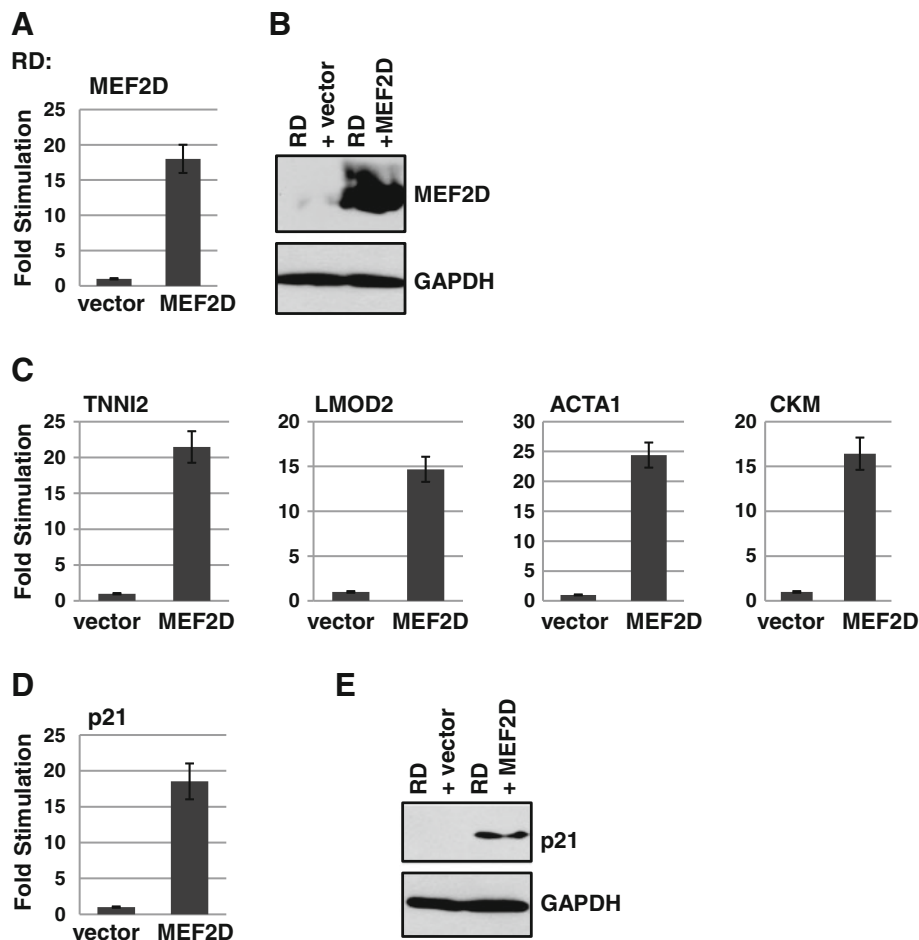 A
RD:
MEF2D
Fold Stimulation
25
20
15
10
5
0
vector MEF2D
B
RD
+ vector
RD
+MEF2D
MEF2D
GAPDH
C
TNNI2
Fold Stimulation
25
20
15
10
5
0
vector MEF2D
LMOD2
20
15
10
5
0
vector MEF2D
ACTA1
30
25
20
15
10
5
0
vector MEF2D
CKM
20
15
10
5
0
vector MEF2D
D
p21
Fold Stimulation
25
20
15
10
5
0
vector MEF2D
E
RD
+ vector
RD
+ MEF2D
p21
GAPDH